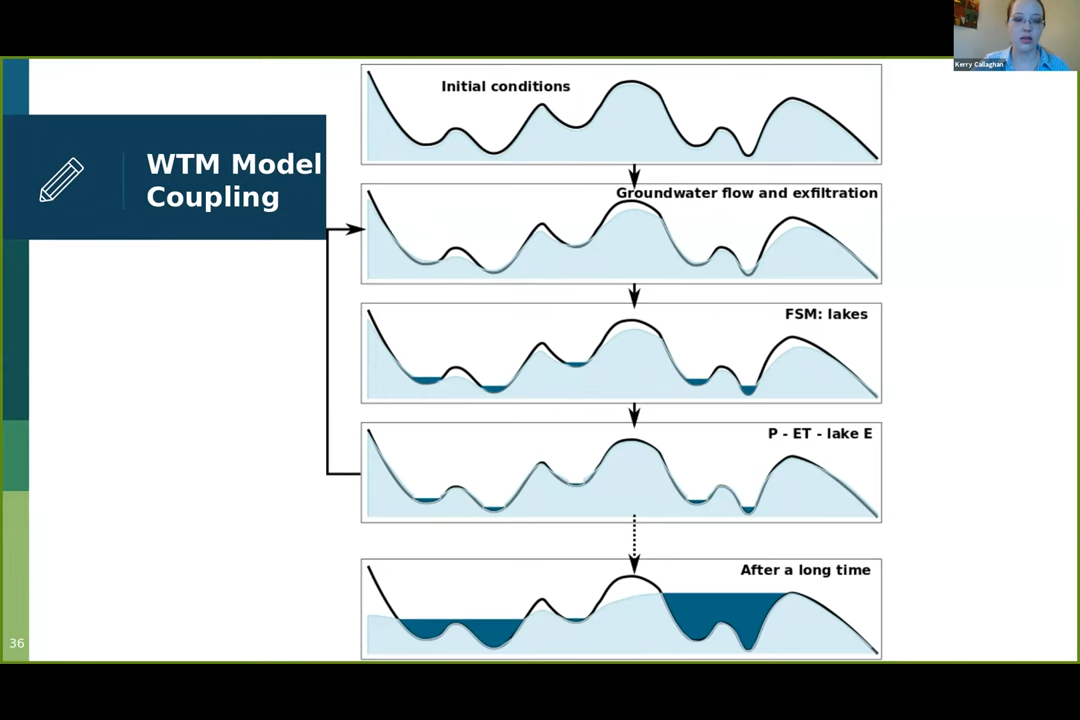 Kerry Callaghan
WTM Model
Coupling
Initial conditions
Groundwater flow and exfiltration
FSM: lakes
P - ET - lake E
After a long time
36